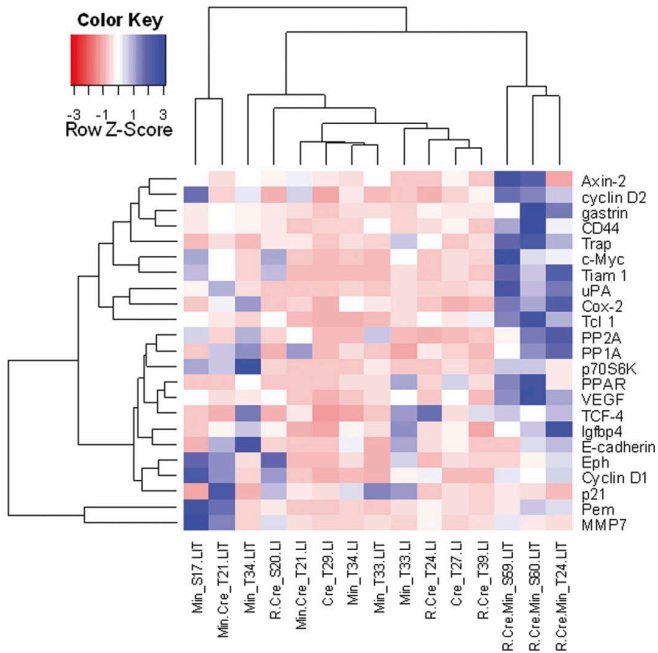 Color Key
-3 -1 1 3
Row Z-Score
Axin-2
cyclin D2
gastrin
CD44
Trap
c-Myc
Tiam 1
uPA
Cox-2
Tcl 1
PP2A
PP1A
p70S6K
PPAR
VEGF
TCF-4
Igfbp4
E-cadherin
Eph
Cyclin D1
p21
Pem
MMP7
Min_S17.LIT
Min.Cre_T21.LIT
Min_T34.LIT
R.Cre_S20.LI
Min.Cre_T21.LI
Cre_T29.LI
Min_T34.LI
Min_T33.LIT
Min_T33.LI
R.Cre_T24.LI
Cre_T27.LI
R.Cre_T39.LI
R.Cre.Min_S59.LIT
R.Cre.Min_S60.LIT
R.Cre.Min_T24.LIT